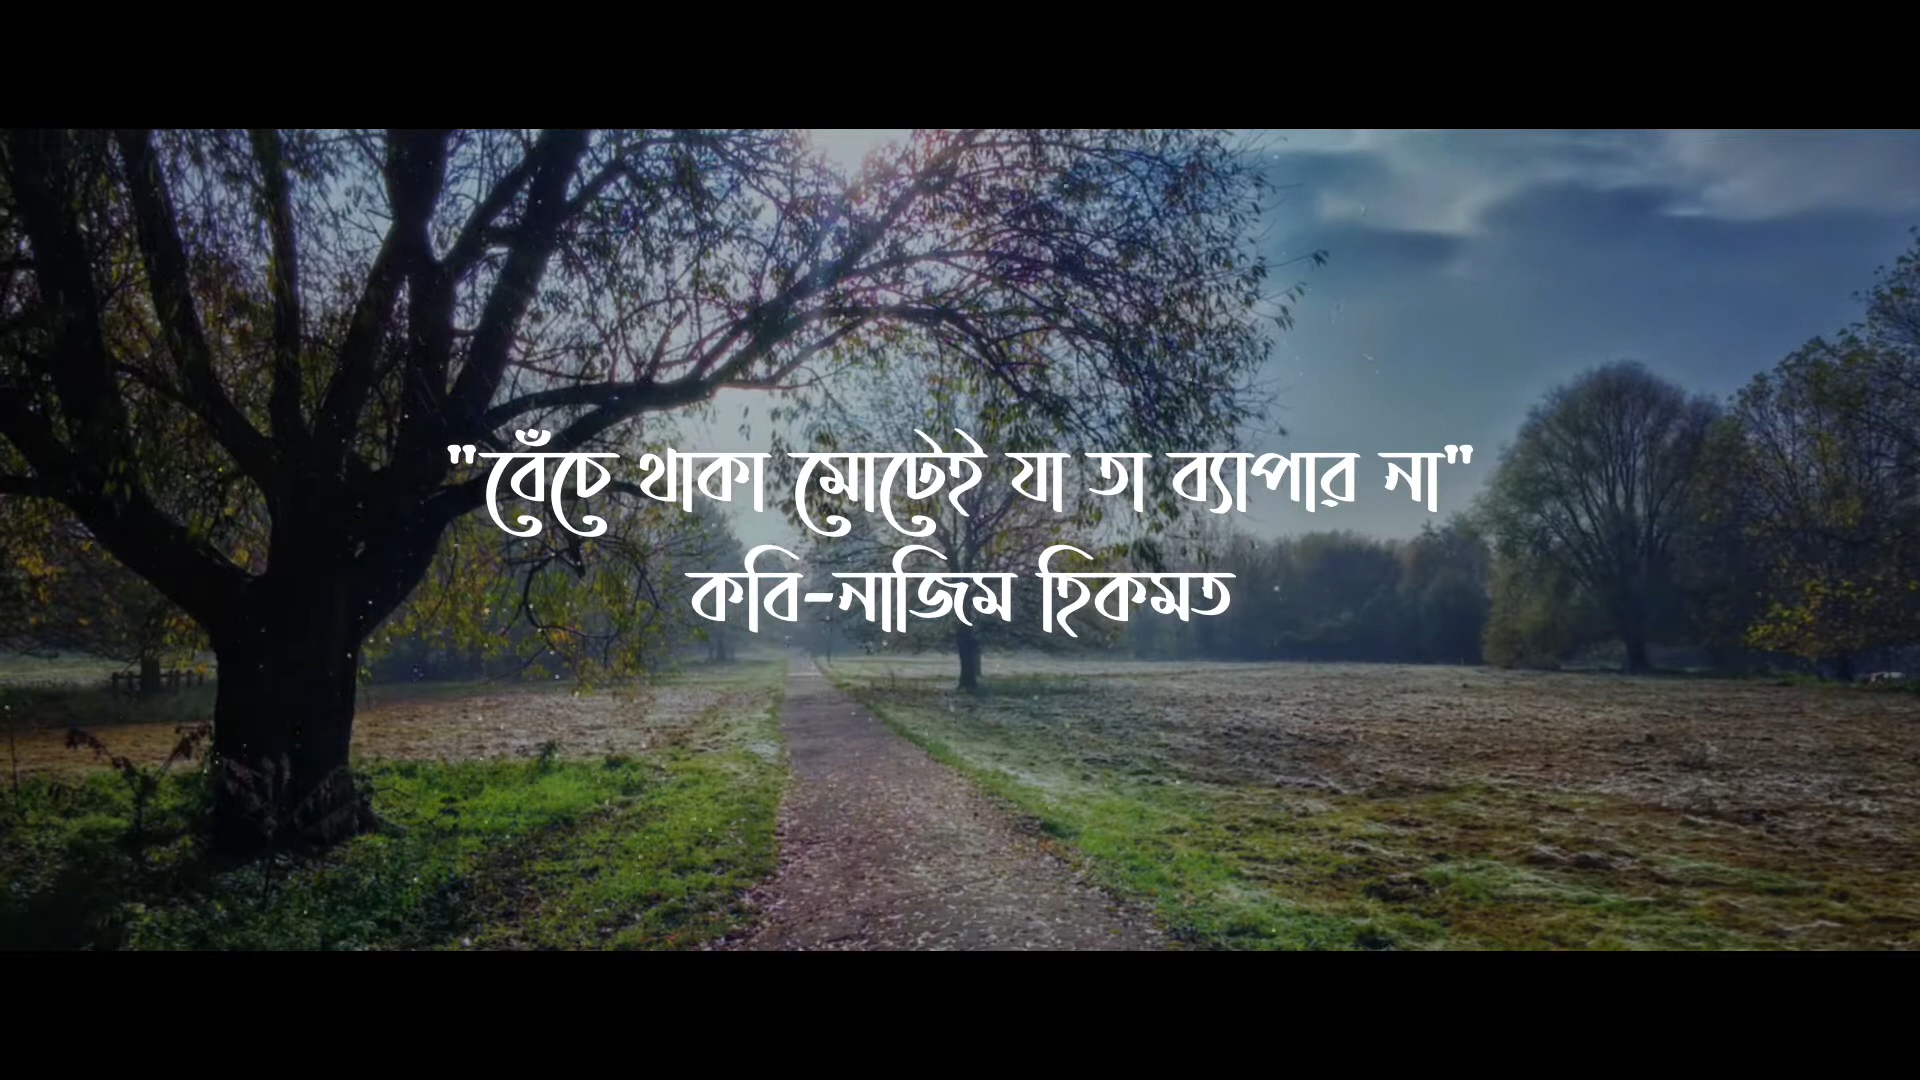 "বেঁচে থাকা মোটেই যা তা ব্যাপার না"
কবি-নাজিম হিকমত